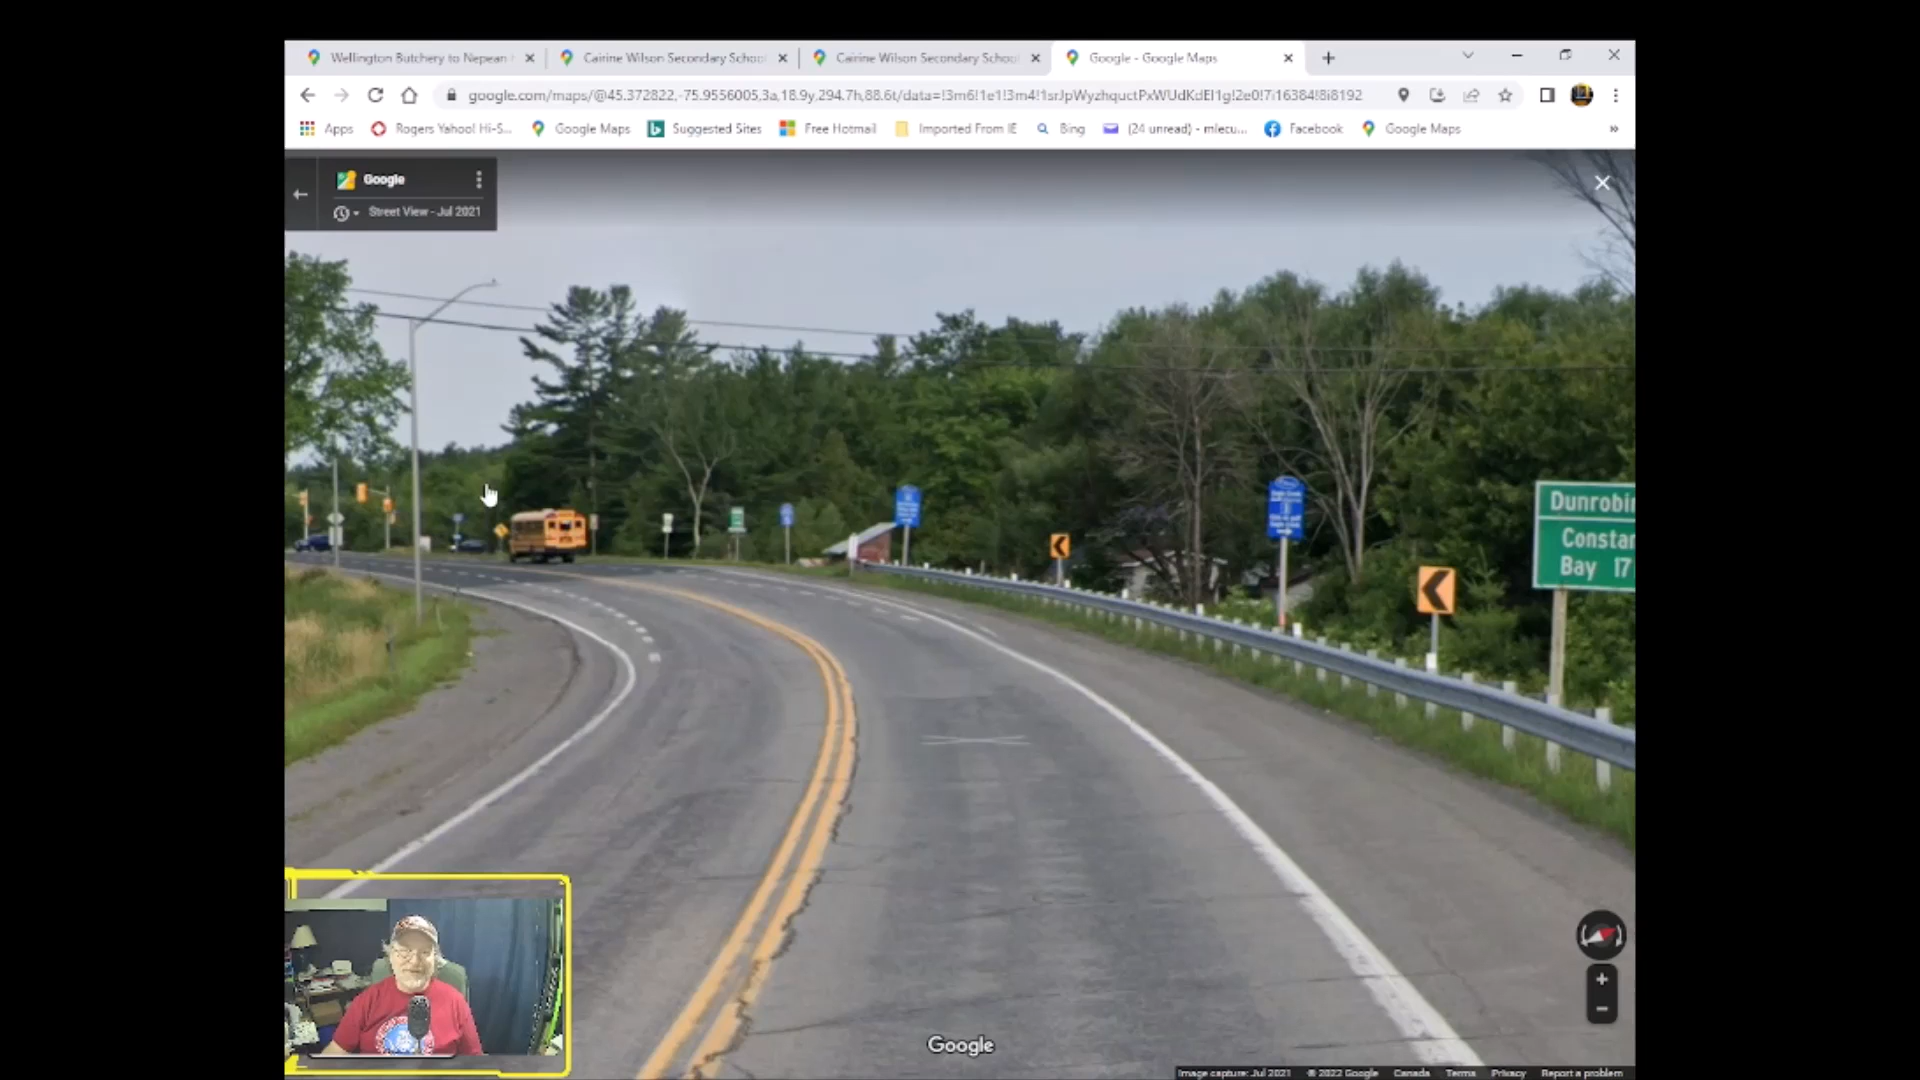 Wellington Butchery to Nepean
Cairine Wilson Secondary School
Cairine Wilson Secondary School
Google - Google Maps
google.com/maps/@45.372822,-75.9556005,3a,18.9y,294.7h,88.6t/data=!3m6!1e1!3m4!1srJpWyzhquctPxWUdKdEI1g!2e0!7i16384!8i8192
Apps
Rogers Yahoo! Hi-S...
Google Maps
Suggested Sites
Free Hotmail
Imported From IE
Bing
(24 unread) - mlecu...
Facebook
Google Maps
Google
Street View - Jul 2021
Dunrobin
Constan
Bay 17
Google
Image capture: Jul 2021 © 2022 Google Canada Terms Privacy Report a problem